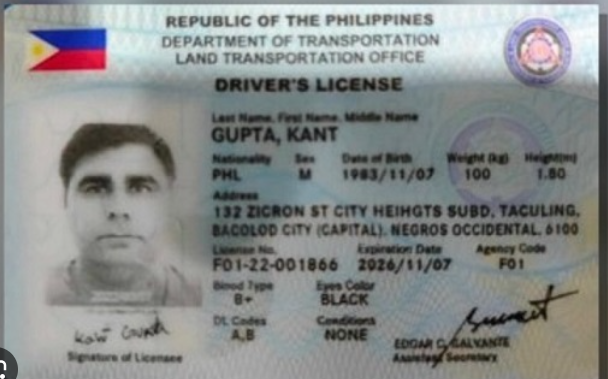 REPUBLIC OF THE PHILIPPINES
DEPARTMENT OF TRANSPORTATION
LAND TRANSPORTATION OFFICE
DRIVER'S LICENSE
Last Name, First Name, Middle Name
GUPTA, KANT
Nationality Sex Date of Birth Weight (kg) Height(m)
PHL M 1983/11/07 100 1.80
Address
132 ZICRON ST CITY HEIHGTS SUBD, TACULING,
BACOLOD CITY (CAPITAL), NEGROS OCCIDENTAL, 6100
License No. Expiration Date Agency Code
F01-22-001866 2026/11/07 F01
Blood Type Eyes Color
B+ BLACK
DL Codes Conditions
A,B NONE
EDGAR C. GALVANTE
Assistant Secretary
Signature of Licensee